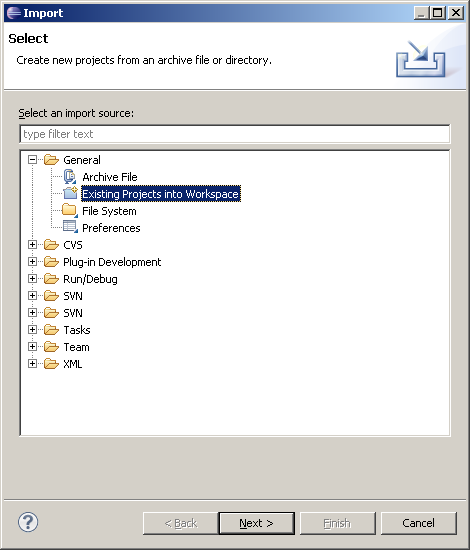 Import
Select
Create new projects from an archive file or directory.
Select an import source:
type filter text
General
Archive File
Existing Projects into Workspace
File System
Preferences
CVS
Plug-in Development
Run/Debug
SVN
SVN
Tasks
Team
XML
? < Back Next > Finish Cancel